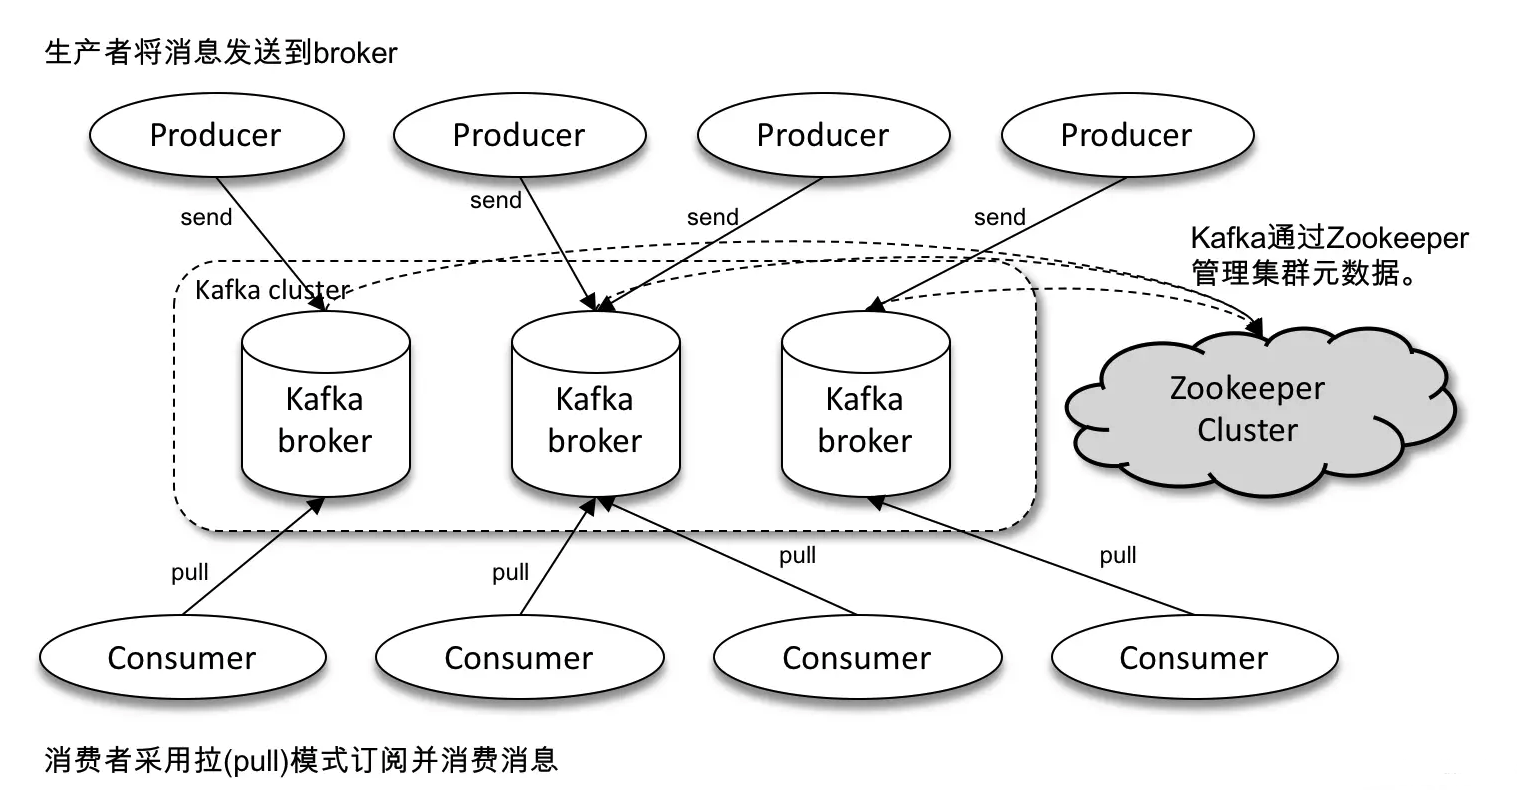 生产者将消息发送到broker
Producer
Producer
Producer
Producer
send
send
send
send
Kafka通过Zookeeper
管理集群元数据。
Kafka cluster
Kafka
broker
Kafka
broker
Kafka
broker
Zookeeper
Cluster
pull
pull
pull
pull
Consumer
Consumer
Consumer
Consumer
消费者采用拉(pull)模式订阅并消费消息